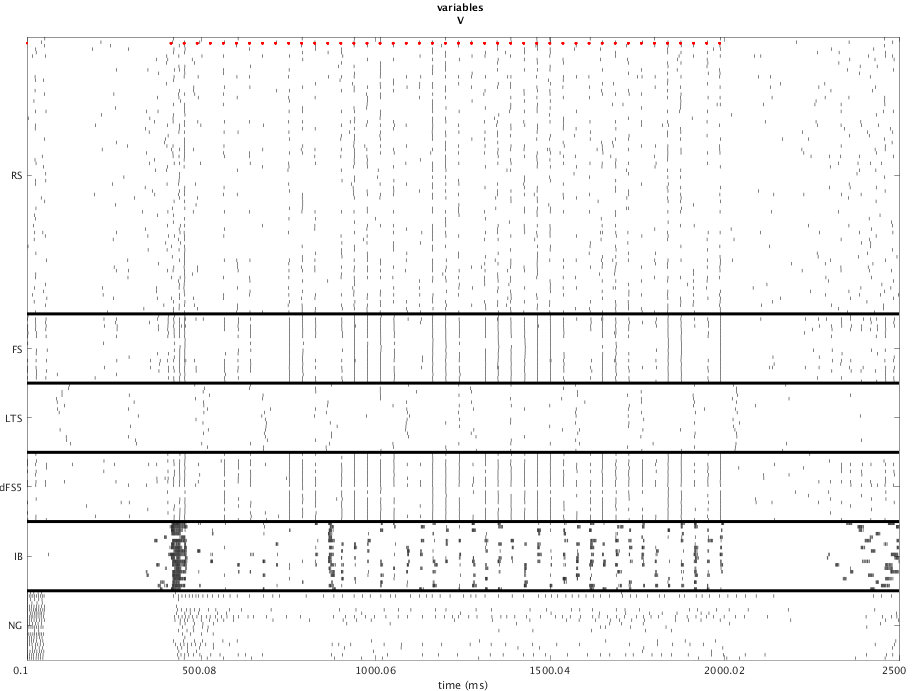 variables
V
RS
FS
LTS
dFS5
IB
NG
0.1
500.08
1000.06
1500.04
2000.02
2500
time (ms)